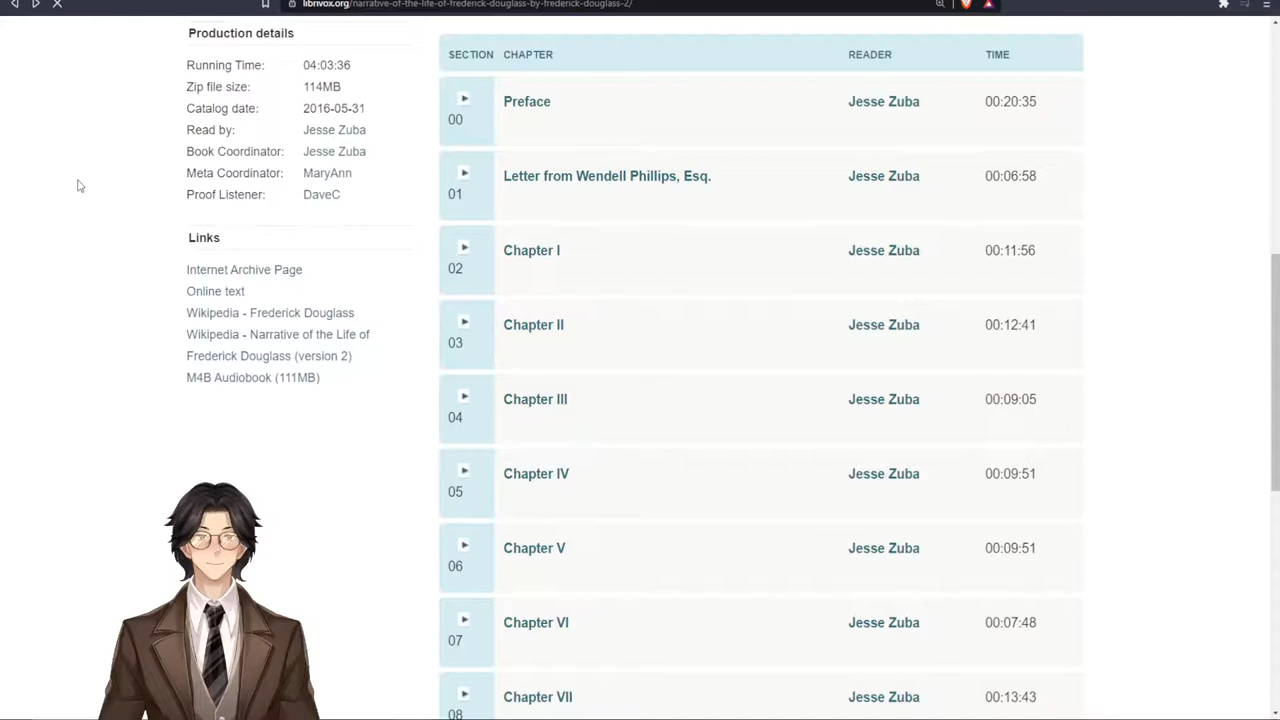 librivox.org/narrative-of-the-life-of-frederick-douglass-by-frederick-douglass-2/
Production details
Running Time: 04:03:36
Zip file size: 114MB
Catalog date: 2016-05-31
Read by: Jesse Zuba
Book Coordinator: Jesse Zuba
Meta Coordinator: MaryAnn
Proof Listener: DaveC
Links
Internet Archive Page
Online text
Wikipedia - Frederick Douglass
Wikipedia - Narrative of the Life of
Frederick Douglass (version 2)
M4B Audiobook (111MB)
SECTION CHAPTER READER TIME
00 Preface Jesse Zuba 00:20:35
01 Letter from Wendell Phillips, Esq. Jesse Zuba 00:06:58
02 Chapter I Jesse Zuba 00:11:56
03 Chapter II Jesse Zuba 00:12:41
04 Chapter III Jesse Zuba 00:09:05
05 Chapter IV Jesse Zuba 00:09:51
06 Chapter V Jesse Zuba 00:09:51
07 Chapter VI Jesse Zuba 00:07:48
08 Chapter VII Jesse Zuba 00:13:43